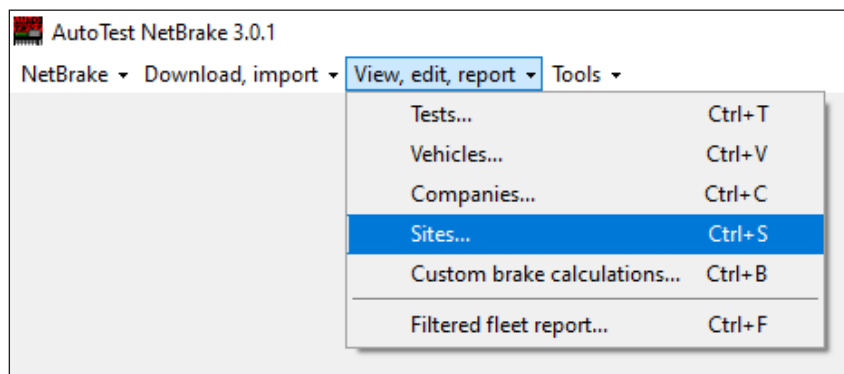 AutoTest NetBrake 3.0.1
NetBrake Download, import View, edit, report Tools
Tests... Ctrl+T
Vehicles... Ctrl+V
Companies... Ctrl+C
Sites... Ctrl+S
Custom brake calculations... Ctrl+B
Filtered fleet report... Ctrl+F